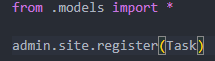 from .models import *
admin.site.register(Task)